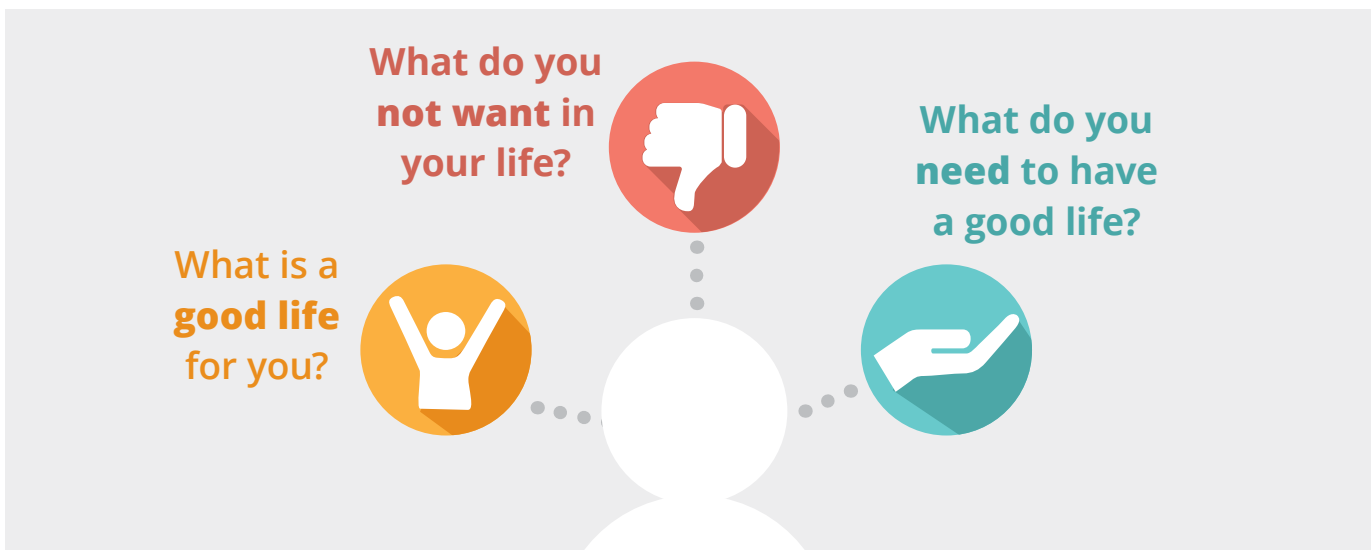 What is a
good life
for you?
What do you
not want in
your life?
What do you
need to have
a good life?